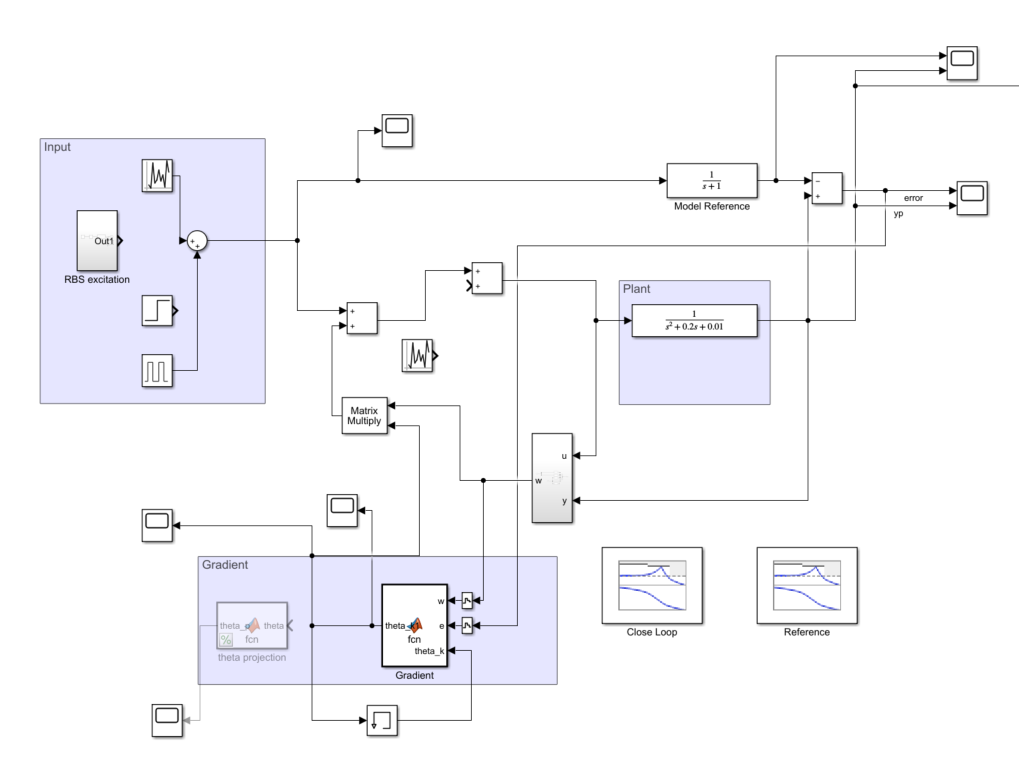 Input
Out1
RBS excitation
+
+
1
s + 1
Model Reference
−
+
error
yp
+
+
+
+
Plant
1
s² + 0.2s + 0.01
Matrix
Multiply
u
w
y
Gradient
theta
fcn
%
theta projection
w
e
fcn
theta_k
Gradient
Close Loop
Reference